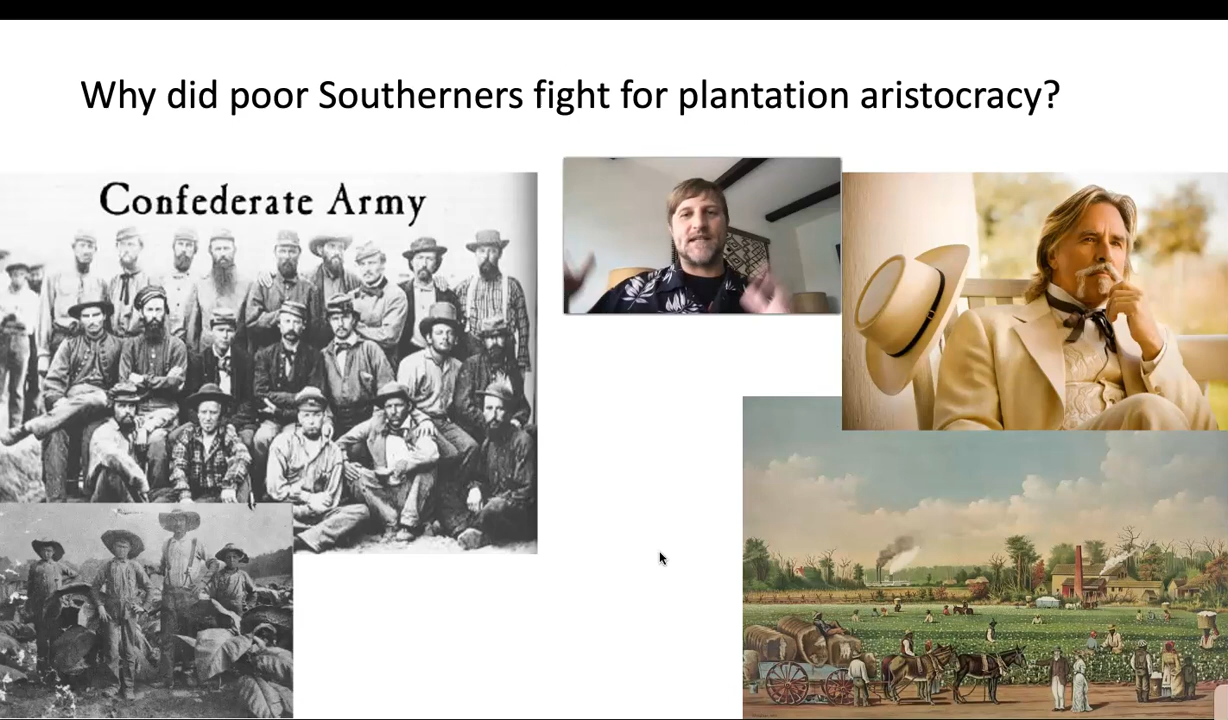 Why did poor Southerners fight for plantation aristocracy?
Confederate Army